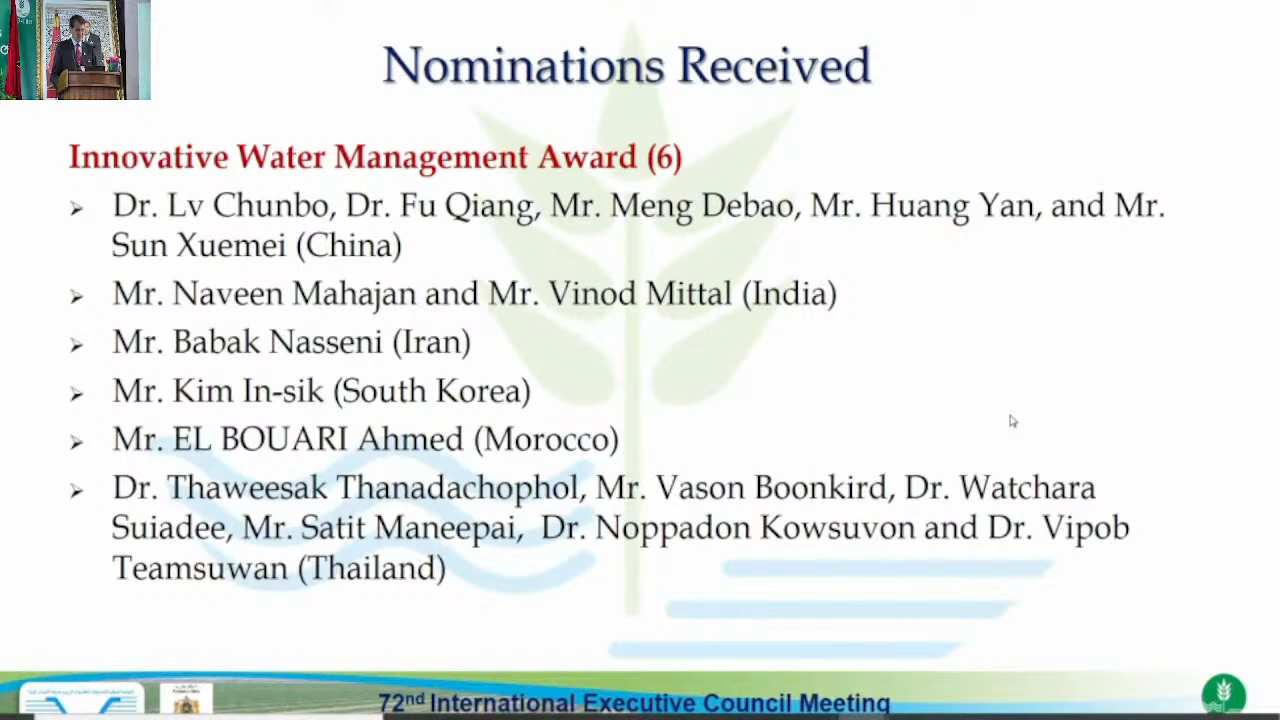 Nominations Received
Innovative Water Management Award (6)
Dr. Lv Chunbo, Dr. Fu Qiang, Mr. Meng Debao, Mr. Huang Yan, and Mr.
Sun Xuemei (China)
Mr. Naveen Mahajan and Mr. Vinod Mittal (India)
Mr. Babak Nasseni (Iran)
Mr. Kim In-sik (South Korea)
Mr. EL BOUARI Ahmed (Morocco)
Dr. Thaweesak Thanadachophol, Mr. Vason Boonkird, Dr. Watchara
Suiadee, Mr. Satit Maneepai, Dr. Noppadon Kowsuvon and Dr. Vipob
Teamsuwan (Thailand)
72nd International Executive Council Meeting